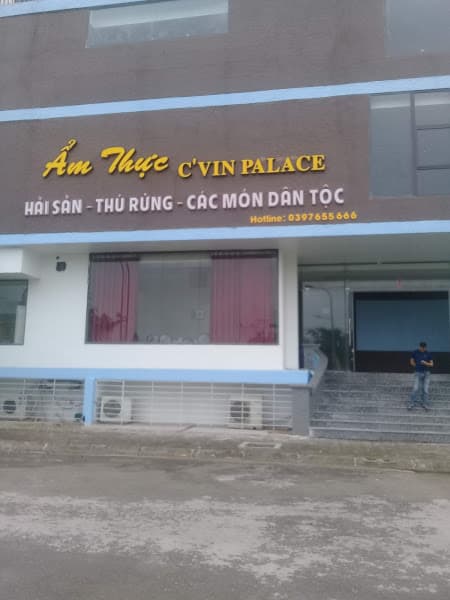 Ẩm Thực C'VIN PALACE
HẢI SẢN - THÚ RỪNG - CÁC MÓN DÂN TỘC
Hotline: 0397655666